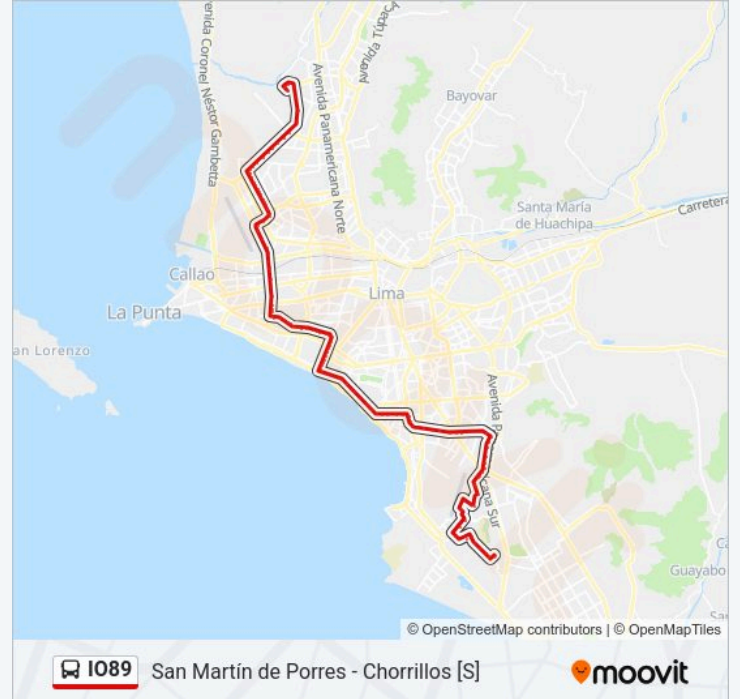 Avenida Coronel Néstor Gambetta
Avenida Panamericana Norte
Avenida Túpac
Bayovar
Santa María
de Huachipa
Carretera
Callao
Lima
La Punta
an Lorenzo
Avenida P
cana Sur
Guayabo
© OpenStreetMap contributors | © OpenMapTiles
IO89 San Martín de Porres - Chorrillos [S]
moovit